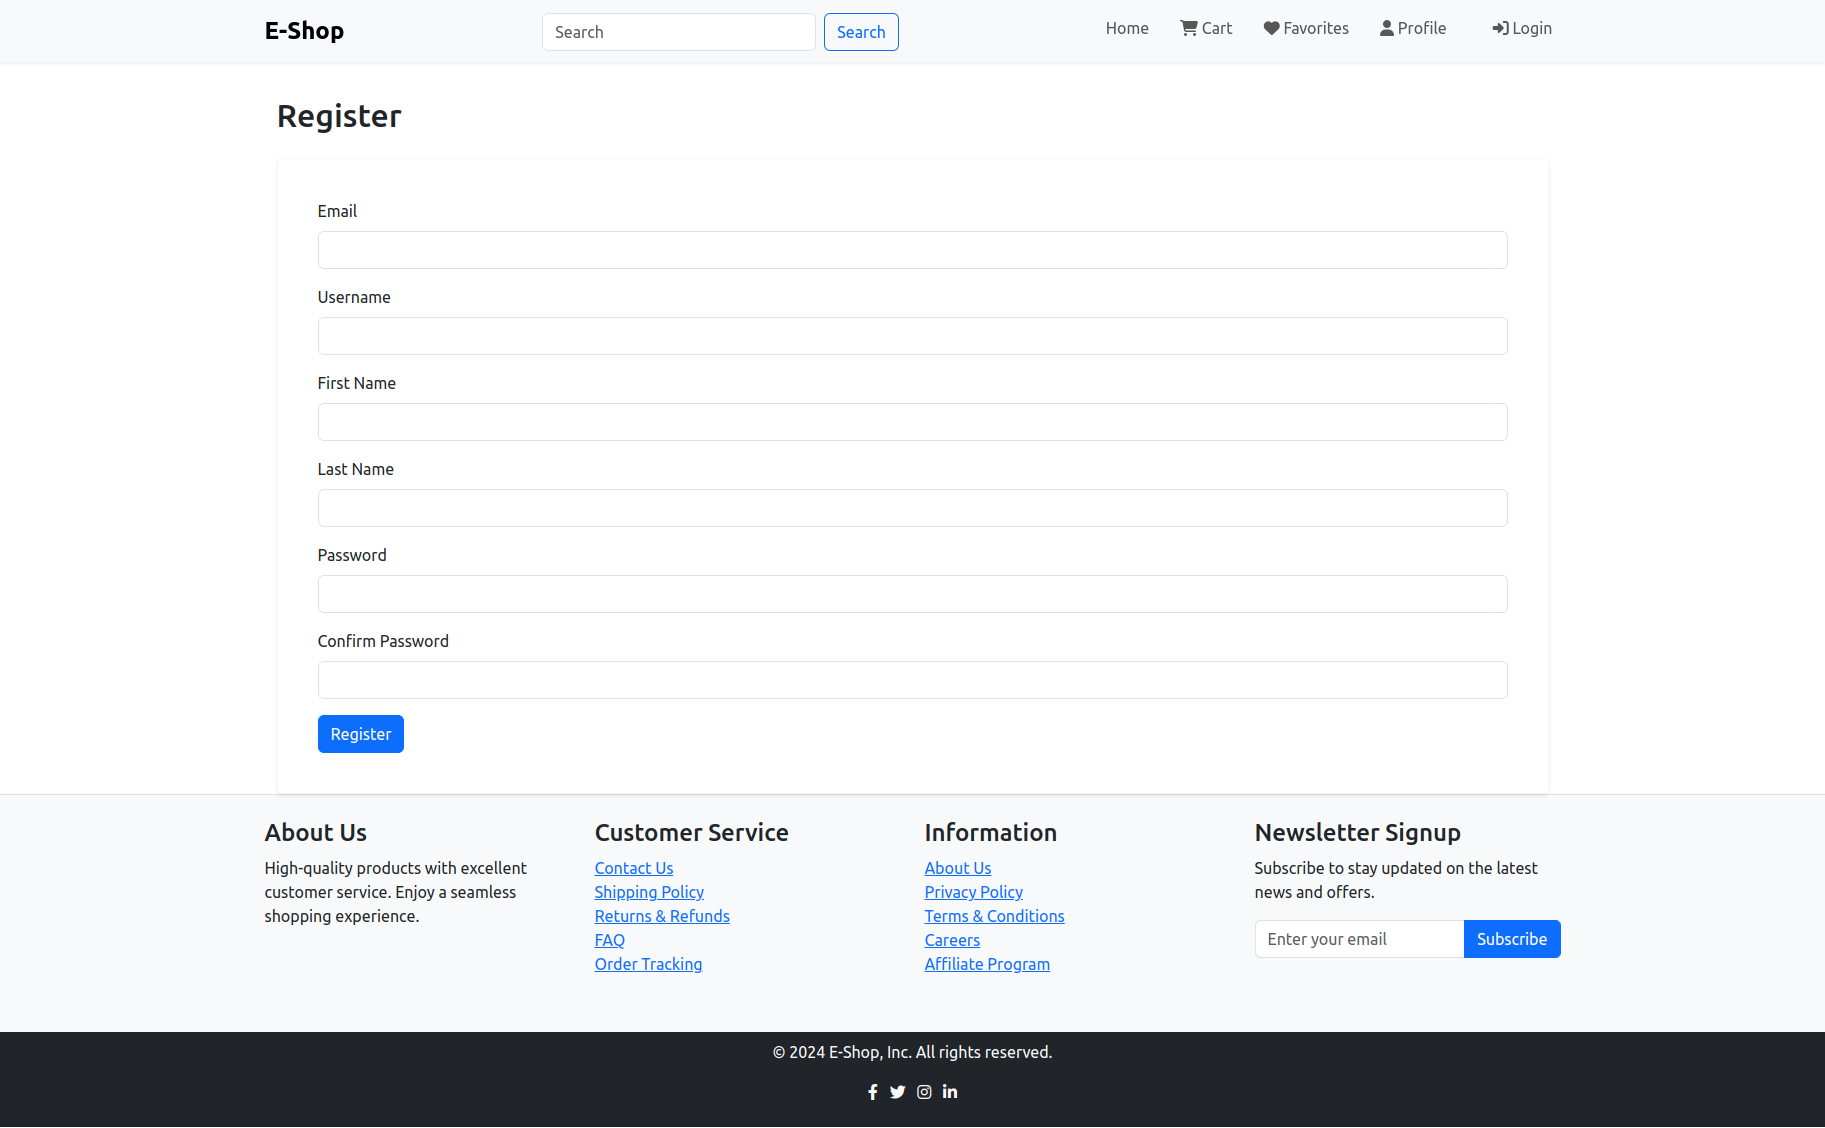 E-Shop
Search
Search
Home
Cart
Favorites
Profile
Login
Register
Email
Username
First Name
Last Name
Password
Confirm Password
Register
About Us
High-quality products with excellent
customer service. Enjoy a seamless
shopping experience.
Customer Service
Contact Us
Shipping Policy
Returns & Refunds
FAQ
Order Tracking
Information
About Us
Privacy Policy
Terms & Conditions
Careers
Affiliate Program
Newsletter Signup
Subscribe to stay updated on the latest
news and offers.
Enter your email
Subscribe
© 2024 E-Shop, Inc. All rights reserved.